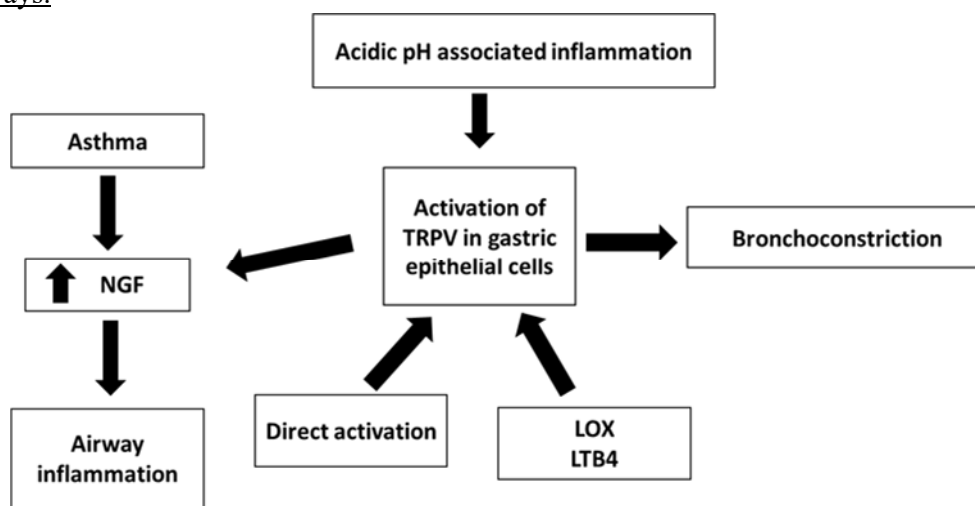 ays:
Acidic pH associated inflammation
Asthma
Activation of
TRPV in gastric
epithelial cells
Bronchoconstriction
NGF
Direct activation
LOX
LTB4
Airway
inflammation